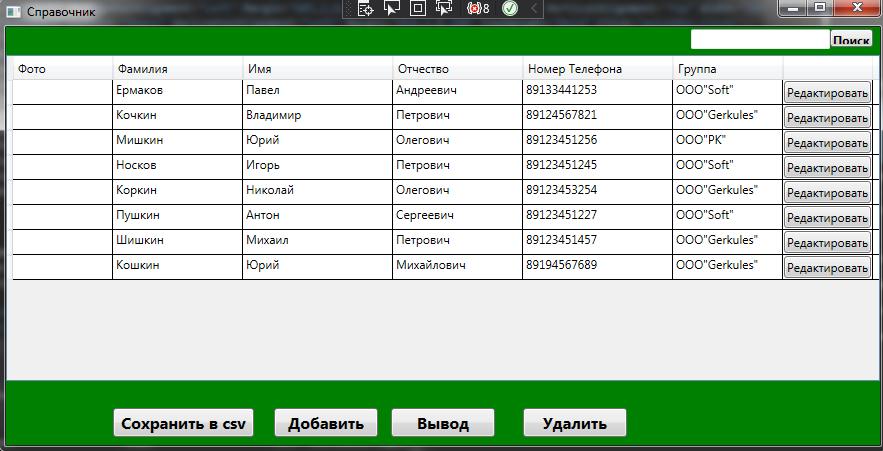 Справочник
8
Поиск
Фото Фамилия Имя Отчество Номер Телефона Группа
Ермаков Павел Андреевич 89133441253 ООО"Soft" Редактировать
Кочкин Владимир Петрович 89124567821 ООО"Gerkules" Редактировать
Мишкин Юрий Олегович 89123451256 ООО"РК" Редактировать
Носков Игорь Петрович 89123451245 ООО"Soft" Редактировать
Коркин Николай Олегович 89123453254 ООО"Gerkules" Редактировать
Пушкин Антон Сергеевич 89123451227 ООО"Soft" Редактировать
Шишкин Михаил Петрович 89123451457 ООО"Gerkules" Редактировать
Кошкин Юрий Михайлович 89194567689 ООО"Gerkules" Редактировать
Сохранить в csv Добавить Вывод Удалить